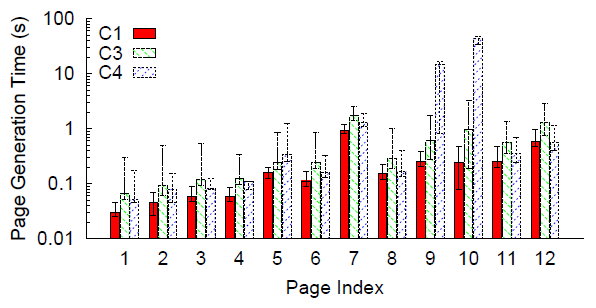 Page Generation Time (s)
100
10
1
0.1
0.01
C1
C3
C4
1 2 3 4 5 6 7 8 9 10 11 12
Page Index